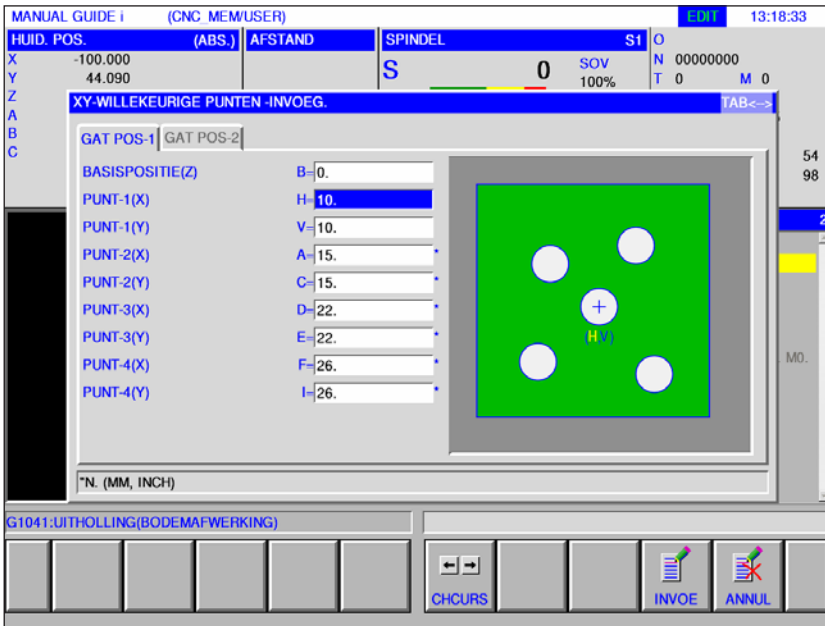 MANUAL GUIDE i (CNC_MEM/USER) EDIT 13:18:33
HUID. POS. (ABS.) AFSTAND SPINDEL S1 O
X -100.000 S 0 SOV N 00000000
Y 44.090 100% T 0 M 0
Z XY-WILLEKEURIGE PUNTEN -INVOEG. TAB<-->
A
B GAT POS-1 GAT POS-2
C 54
BASISPOSITIE(Z) B= 0. 98
PUNT-1(X) H= 10.
PUNT-1(Y) V= 10. 2
PUNT-2(X) A= 15. *
PUNT-2(Y) C= 15. *
PUNT-3(X) D= 22. *
PUNT-3(Y) E= 22. *
(HV)
PUNT-4(X) F= 26. * M0.
PUNT-4(Y) I= 26. *
"N. (MM, INCH)
G1041:UITHOLLING(BODEMAFWERKING)
CHCURS INVOE ANNUL